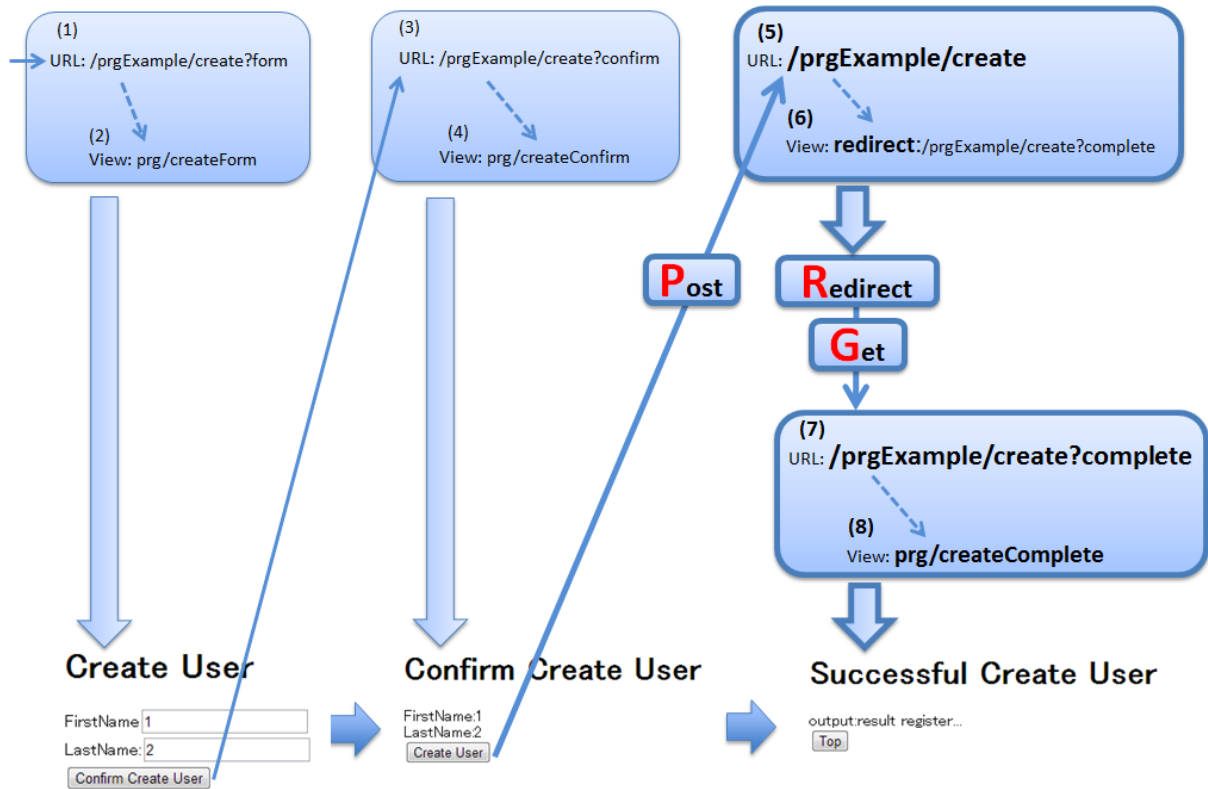 (1)
URL: /prgExample/create?form
(2)
View: prg/createForm
(3)
URL: /prgExample/create?confirm
(4)
View: prg/createConfirm
(5)
URL: /prgExample/create
(6)
View: redirect:/prgExample/create?complete
Post
Redirect
Get
(7)
URL: /prgExample/create?complete
(8)
View: prg/createComplete
Create User
FirstName 1
LastName: 2
Confirm Create User
Confirm Create User
FirstName:1
LastName:2
Create User
Successful Create User
output:result register...
Top